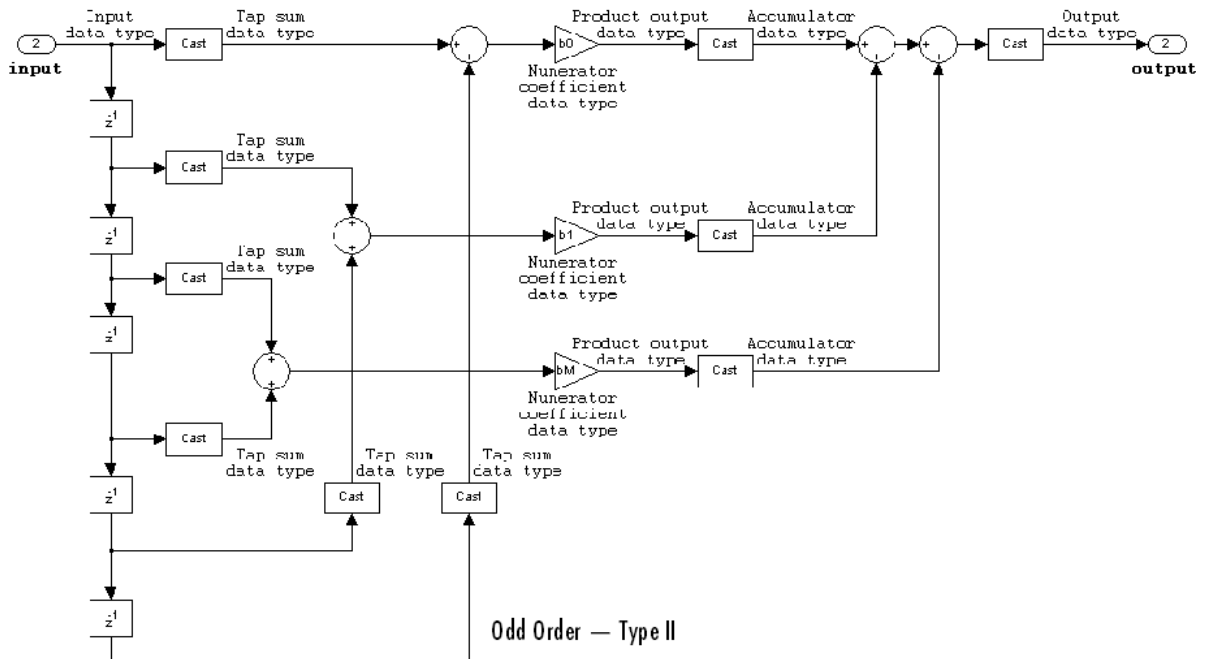 Input
data type
Tap sum
data type
Product output
data type
Accumulator
data type
Output
data type
2
input
Cast
+
+
b0
Cast
+
+
+
+
Cast
2
output
Nunerator
coefficient
data type
z-1
Tap sum
data type
Cast
Product output
data type
Accumulator
data type
z-1
+
+
b1
Cast
Nunerator
coefficient
data type
Tap sum
data type
Cast
z-1
Product output
data type
Accumulator
data type
+
+
bM
Cast
Nunerator
coefficient
data type
Cast
Tap sum
data type
Tap sum
data type
Tap sum
data type
z-1
Cast
Cast
z-1
Odd Order — Type II